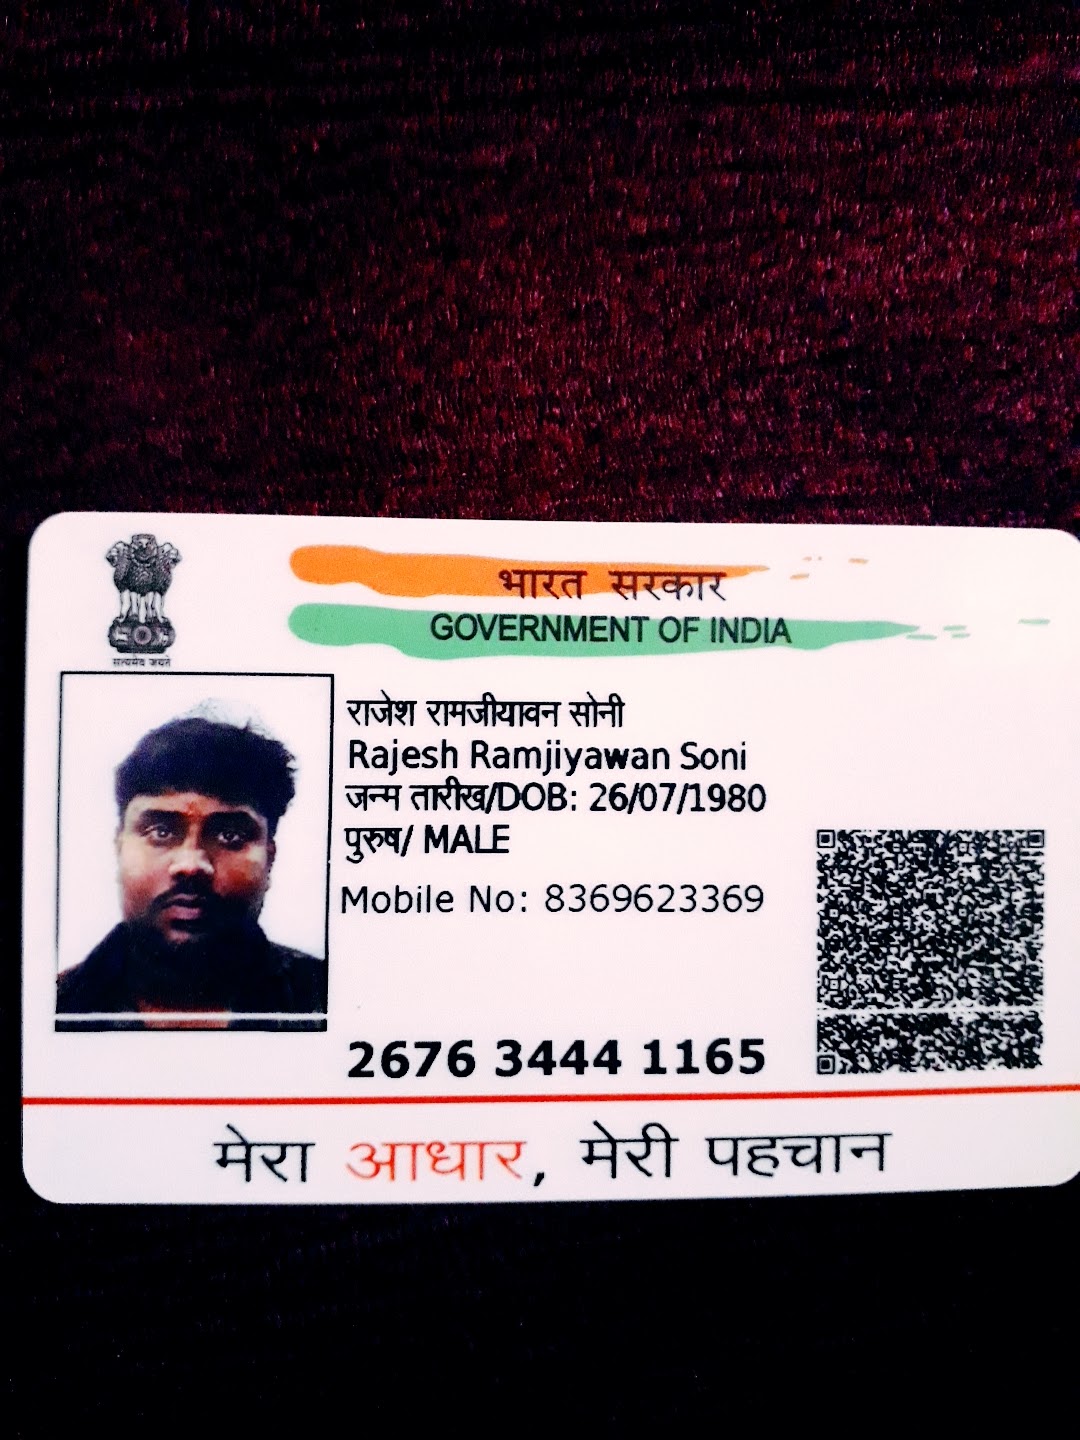 सत्यमेव जयते
भारत सरकार
GOVERNMENT OF INDIA
राजेश रामजीयावन सोनी
Rajesh Ramjiyawan Soni
जन्म तारीख/DOB: 26/07/1980
पुरुष/ MALE
Mobile No: 8369623369
2676 3444 1165
मेरा आधार, मेरी पहचान